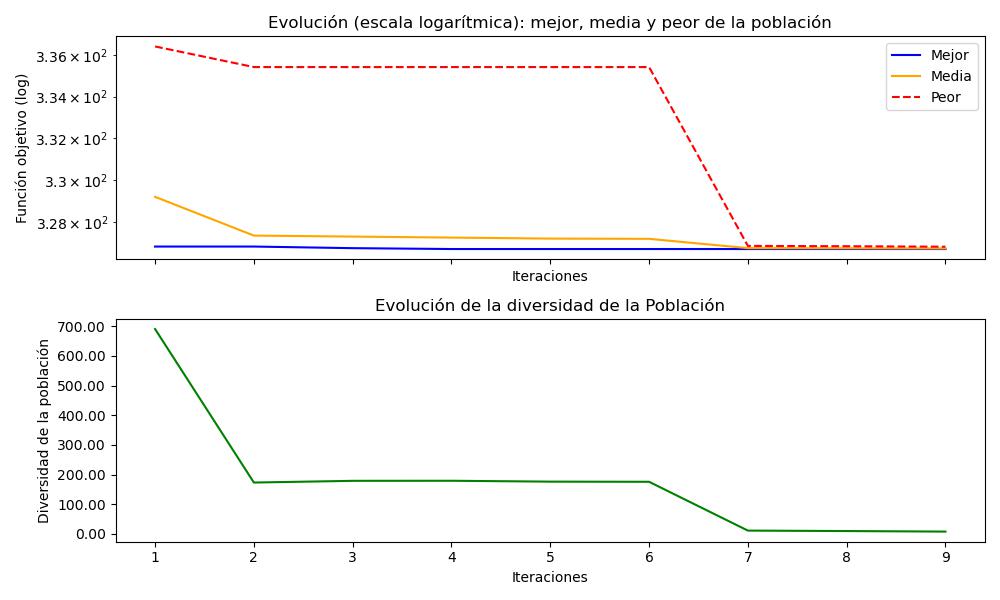 Evolución (escala logarítmica): mejor, media y peor de la población
Función objetivo (log)
3.36 × 10²
3.34 × 10²
3.32 × 10²
3.3 × 10²
3.28 × 10²
Mejor
Media
Peor
Iteraciones
Evolución de la diversidad de la Población
Diversidad de la población
700.00
600.00
500.00
400.00
300.00
200.00
100.00
0.00
1 2 3 4 5 6 7 8 9
Iteraciones